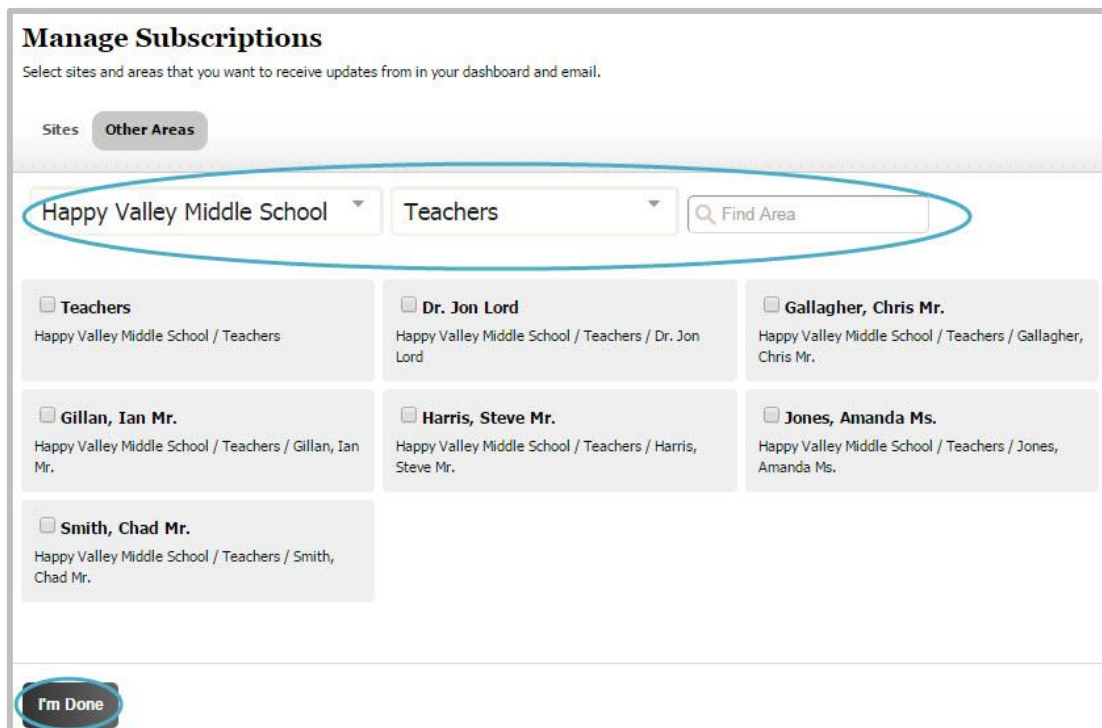 Manage Subscriptions
Select sites and areas that you want to receive updates from in your dashboard and email.
Sites Other Areas
Happy Valley Middle School Teachers Find Area
Teachers
Happy Valley Middle School / Teachers
Dr. Jon Lord
Happy Valley Middle School / Teachers / Dr. Jon
Lord
Gallagher, Chris Mr.
Happy Valley Middle School / Teachers / Gallagher,
Chris Mr.
Gillan, Ian Mr.
Happy Valley Middle School / Teachers / Gillan, Ian
Mr.
Harris, Steve Mr.
Happy Valley Middle School / Teachers / Harris,
Steve Mr.
Jones, Amanda Ms.
Happy Valley Middle School / Teachers / Jones,
Amanda Ms.
Smith, Chad Mr.
Happy Valley Middle School / Teachers / Smith,
Chad Mr.
I'm Done